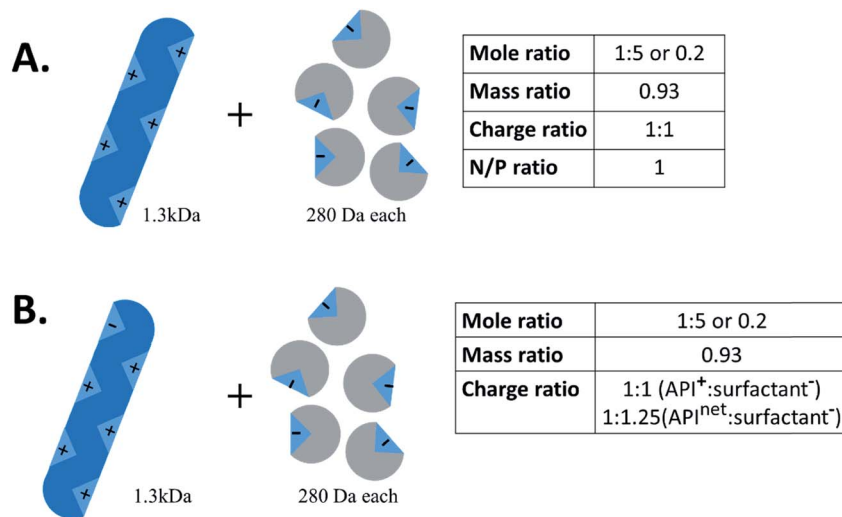 A.
+
+
+
+
+
+
-
-
-
-
-
1.3kDa
280 Da each
Mole ratio 1:5 or 0.2
Mass ratio 0.93
Charge ratio 1:1
N/P ratio 1
B.
-
+
+
+
+
+
+
-
-
-
-
-
1.3kDa
280 Da each
Mole ratio 1:5 or 0.2
Mass ratio 0.93
Charge ratio 1:1 (API⁺:surfactant⁻)
1:1.25(APIⁿᵉᵗ:surfactant⁻)